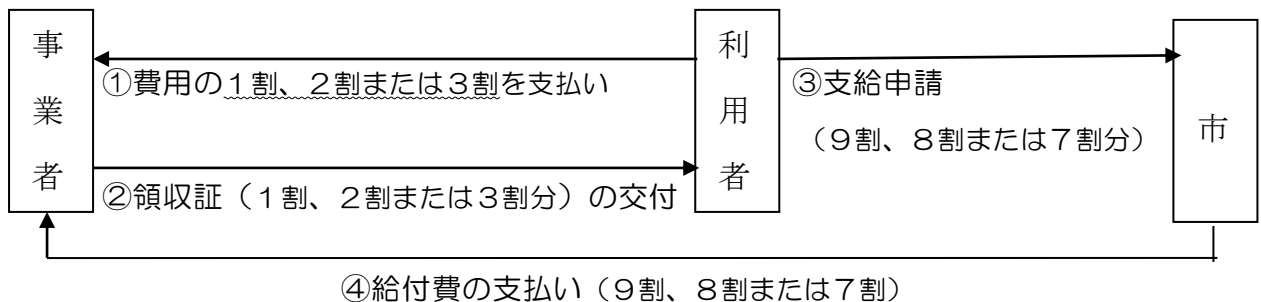 事業者
利用者
市
①費用の１割、２割または３割を支払い
③支給申請
（９割、８割または７割分）
②領収証（１割、２割または３割分）の交付
④給付費の支払い（９割、８割または７割）